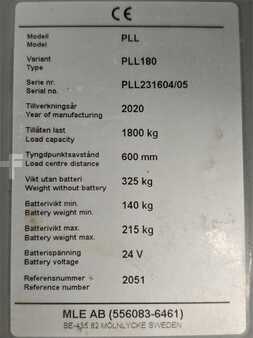 CE
Modell PLL
Model
Variant PLL180
Type
Serie nr. PLL231604/05
Serial no.
Tillverkningsår 2020
Year of manufacturing
Tillåten last 1800 kg
Load capacity
Tyngdpunktsavstånd 600 mm
Load centre distance
Vikt utan batteri 325 kg
Weight without battery
Batterivikt min. 140 kg
Battery weight min.
Batterivikt max. 215 kg
Battery weight max.
Batterispänning 24 V
Battery voltage
Referensnummer 2051
Reference number
MLE AB (556083-6461)
SE-435 82 MÖLNLYCKE SWEDEN